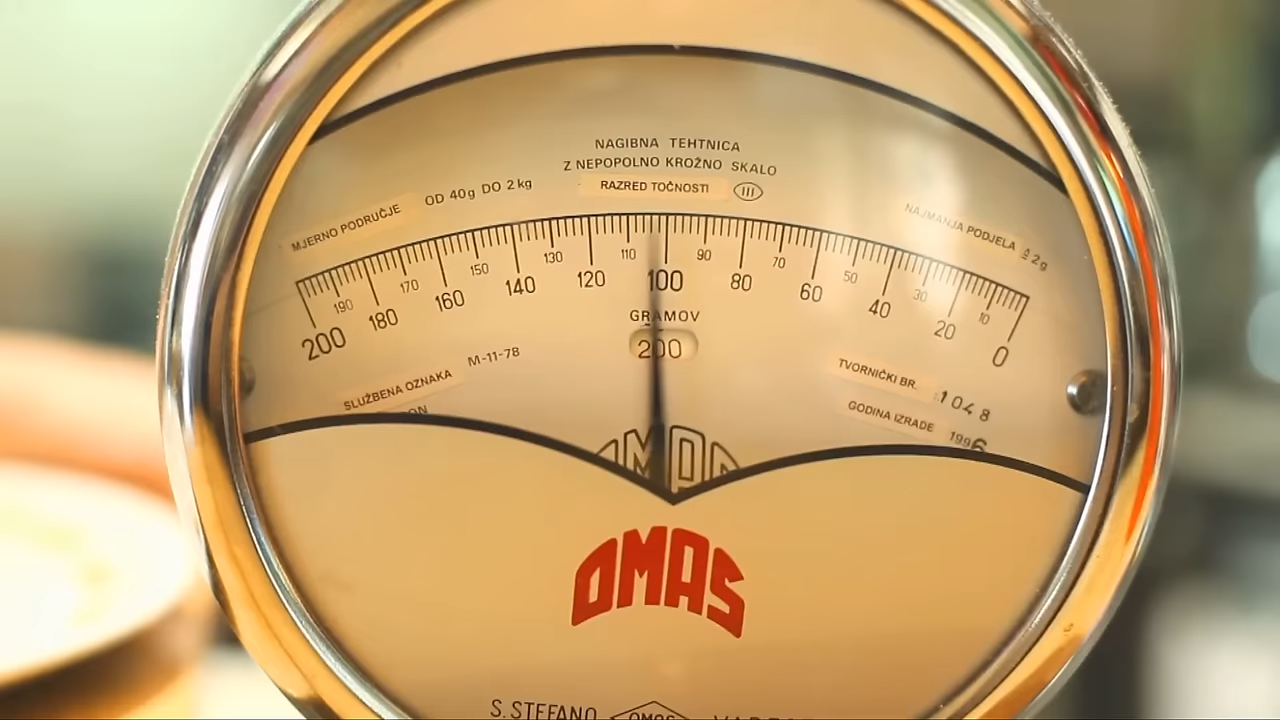 NAGIBNA TEHTNICA
Z NEPOPOLNO KROŽNO SKALO
MJERNO PODRUČJE OD 40g DO 2kg
RAZRED TOČNOSTI III
NAJMANJA PODJELA ≙ 2g
200 190 180 170 160 150 140 130 120 110 100 90 80 70 60 50 40 30 20 10 0
GRAMOV
200
SLUŽBENA OZNAKA M-11-78
TVORNIČKI BR. 1048
GODINA IZRADE 1996
OMAS
S. STEFANO OMAS